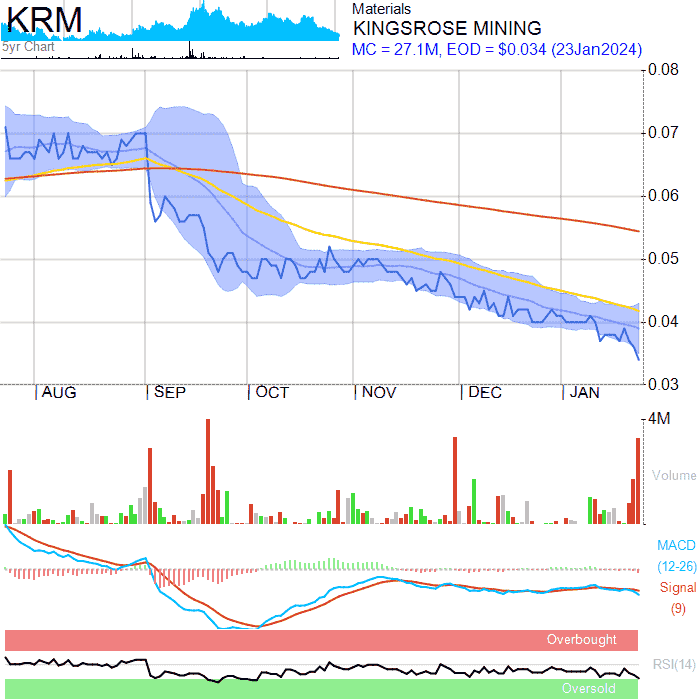 KRM
5yr Chart
Materials
KINGSROSE MINING
MC = 27.1M, EOD = $0.034 (23Jan2024)
0.08
0.07
0.06
0.05
0.04
0.03
AUG SEP OCT NOV DEC JAN
4M
Volume
MACD
(12-26)
Signal
(9)
Overbought
RSI(14)
Oversold